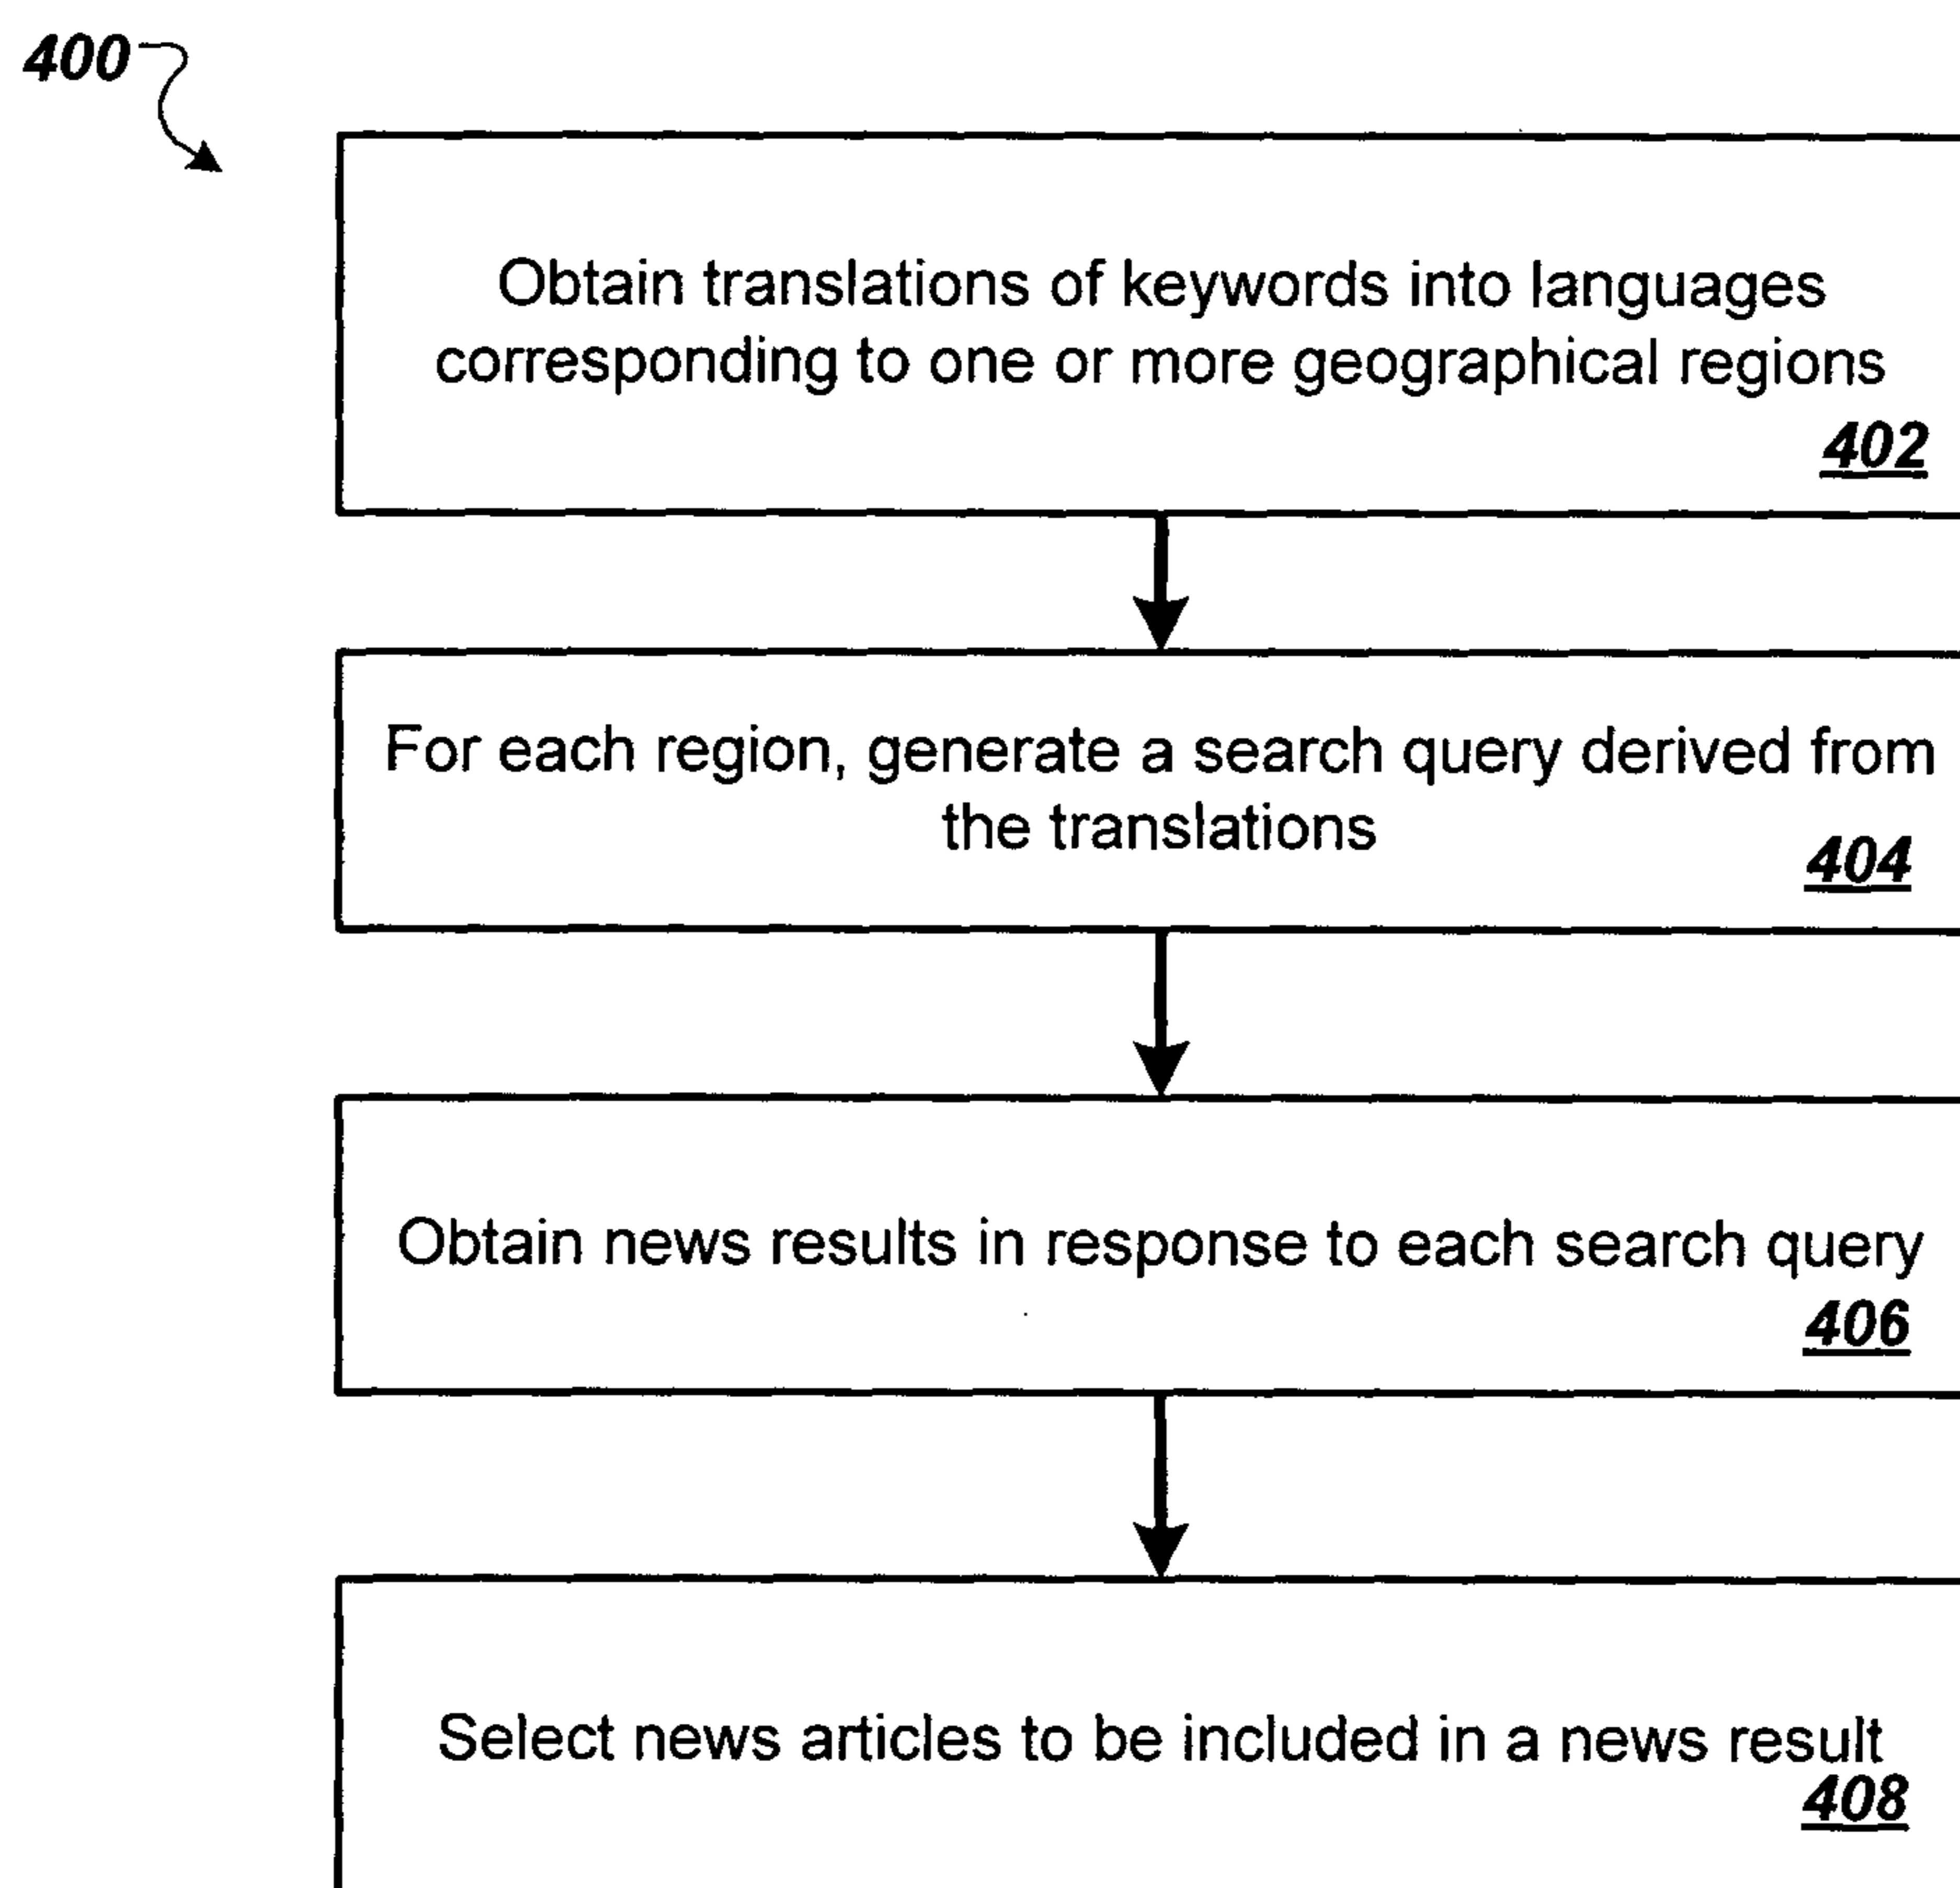 400
Obtain translations of keywords into languages
corresponding to one or more geographical regions
402
For each region, generate a search query derived from
the translations
404
Obtain news results in response to each search query
406
Select news articles to be included in a news result
408